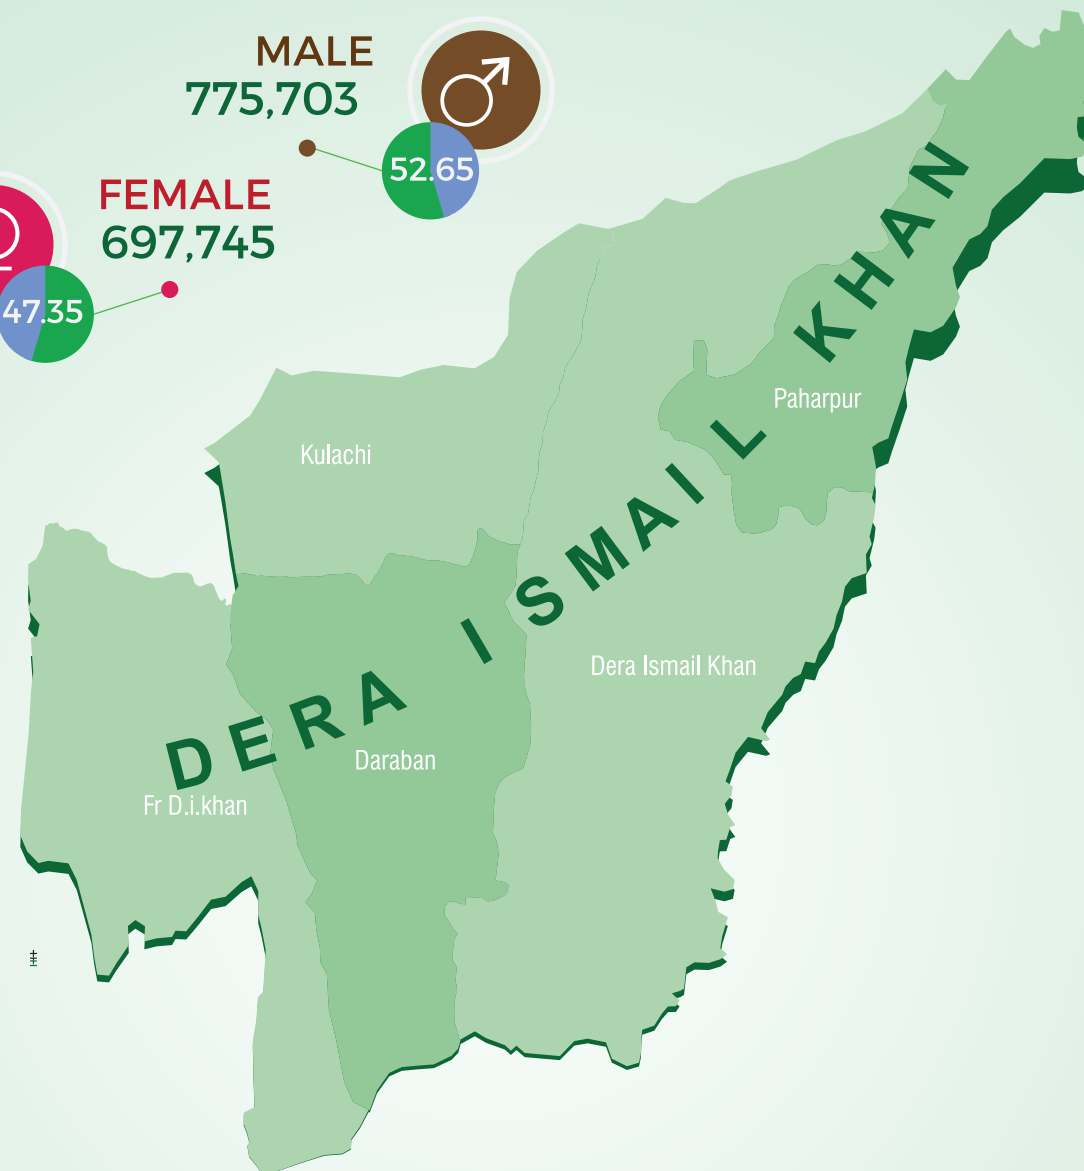 MALE
775,703
52.65
FEMALE
697,745
47.35
DERA ISMAIL KHAN
Paharpur
Kulachi
Dera Ismail Khan
Daraban
Fr D.i.khan